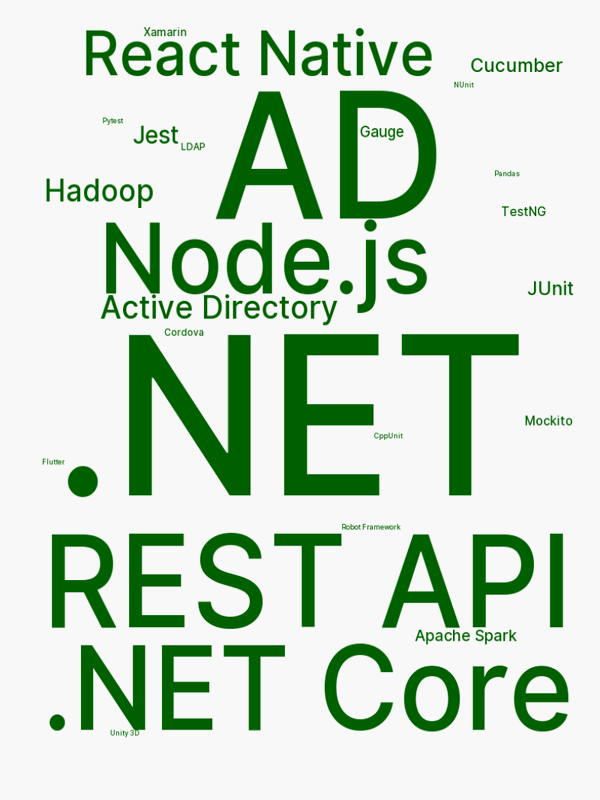 Xamarin
React Native
Cucumber
NUnit
AD
Pytest
Jest
Gauge
LDAP
Pandas
Hadoop
TestNG
Node.js
JUnit
Active Directory
Cordova
.NET
Mockito
CppUnit
Flutter
Robot Framework
REST API
Apache Spark
.NET Core
Unity 3D